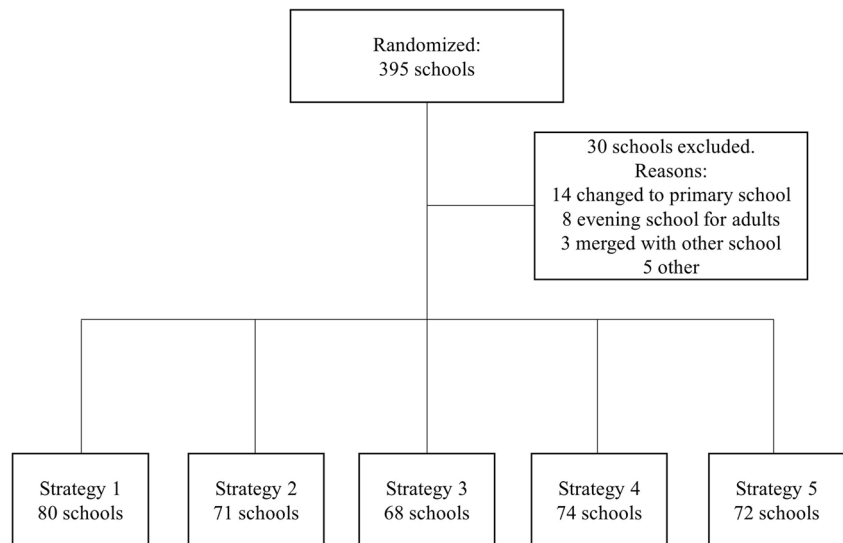 Randomized:
395 schools
30 schools excluded.
Reasons:
14 changed to primary school
8 evening school for adults
3 merged with other school
5 other
Strategy 1
80 schools
Strategy 2
71 schools
Strategy 3
68 schools
Strategy 4
74 schools
Strategy 5
72 schools